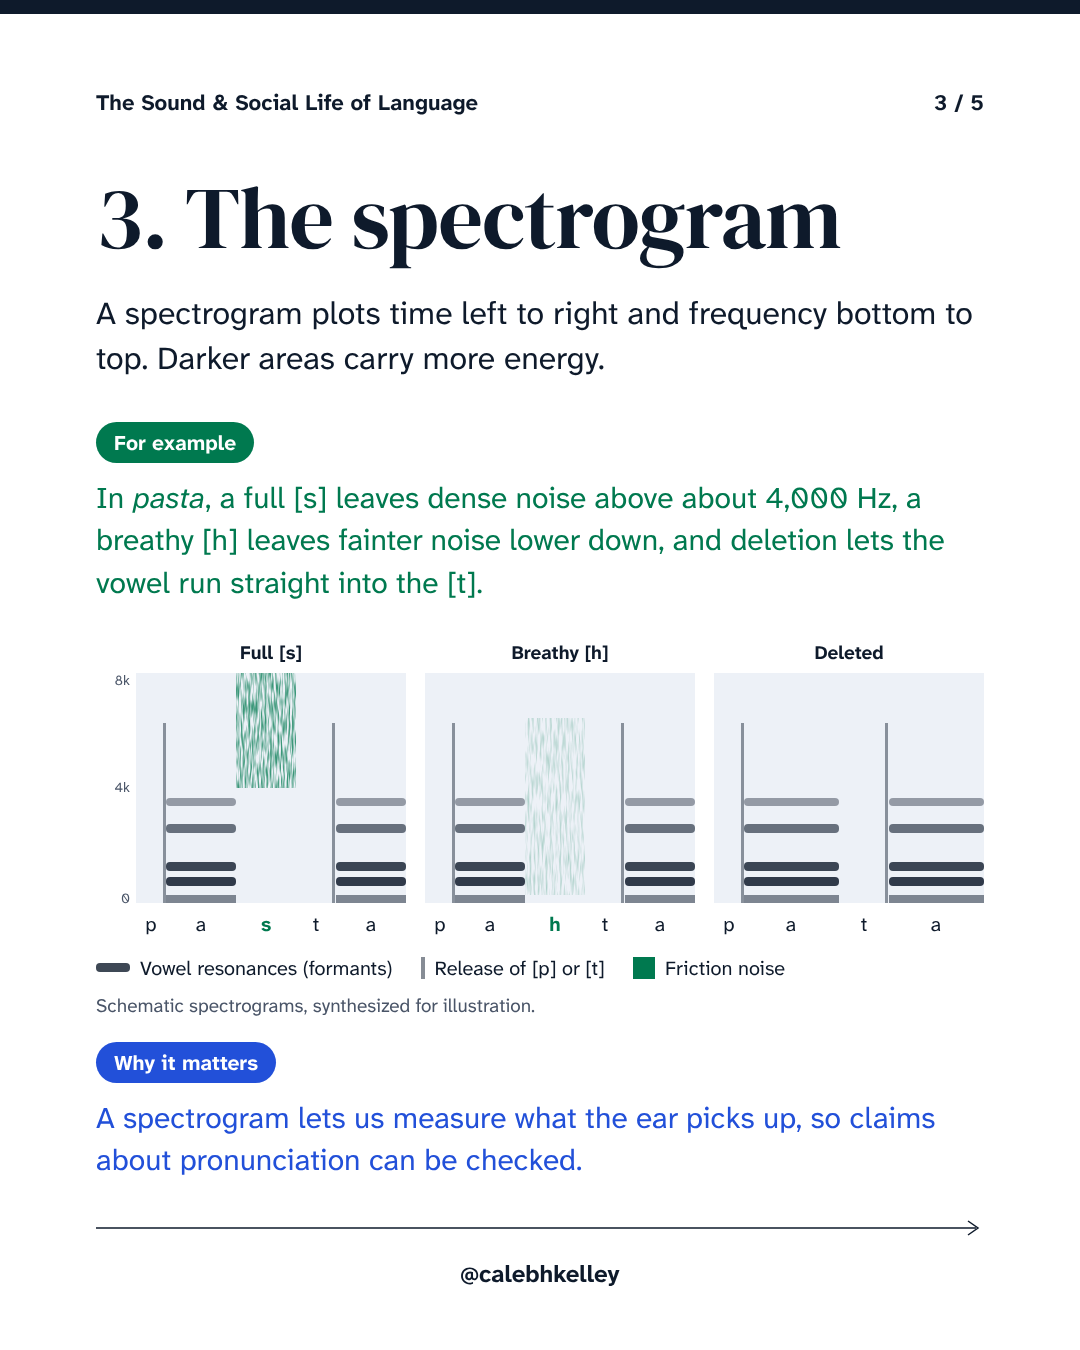 The Sound & Social Life of Language
3 / 5
3. The spectrogram
A spectrogram plots time left to right and frequency bottom to
top. Darker areas carry more energy.
For example
In pasta, a full [s] leaves dense noise above about 4,000 Hz, a
breathy [h] leaves fainter noise lower down, and deletion lets the
vowel run straight into the [t].
Full [s]
Breathy [h]
Deleted
8k
4k
0
p a s t a
p a h t a
p a t a
Vowel resonances (formants)
Release of [p] or [t]
Friction noise
Schematic spectrograms, synthesized for illustration.
Why it matters
A spectrogram lets us measure what the ear picks up, so claims
about pronunciation can be checked.
@calebhkelley